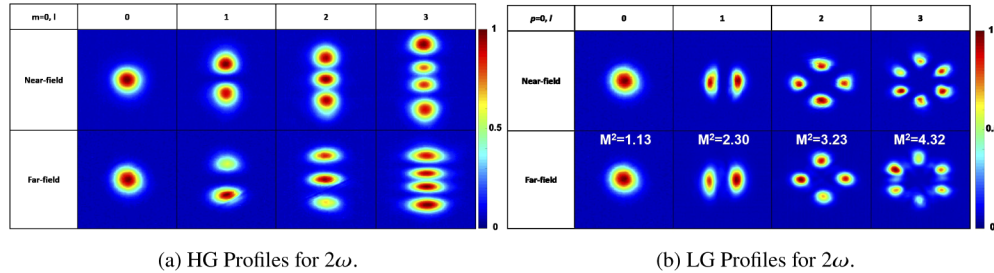 m=0, l 0 1 2 3
1
Near-field
0.5
Far-field
0
(a) HG Profiles for 2ω.
p=0, l 0 1 2 3
1
Near-field
0.
M²=1.13 M²=2.30 M²=3.23 M²=4.32
Far-field
0
(b) LG Profiles for 2ω.